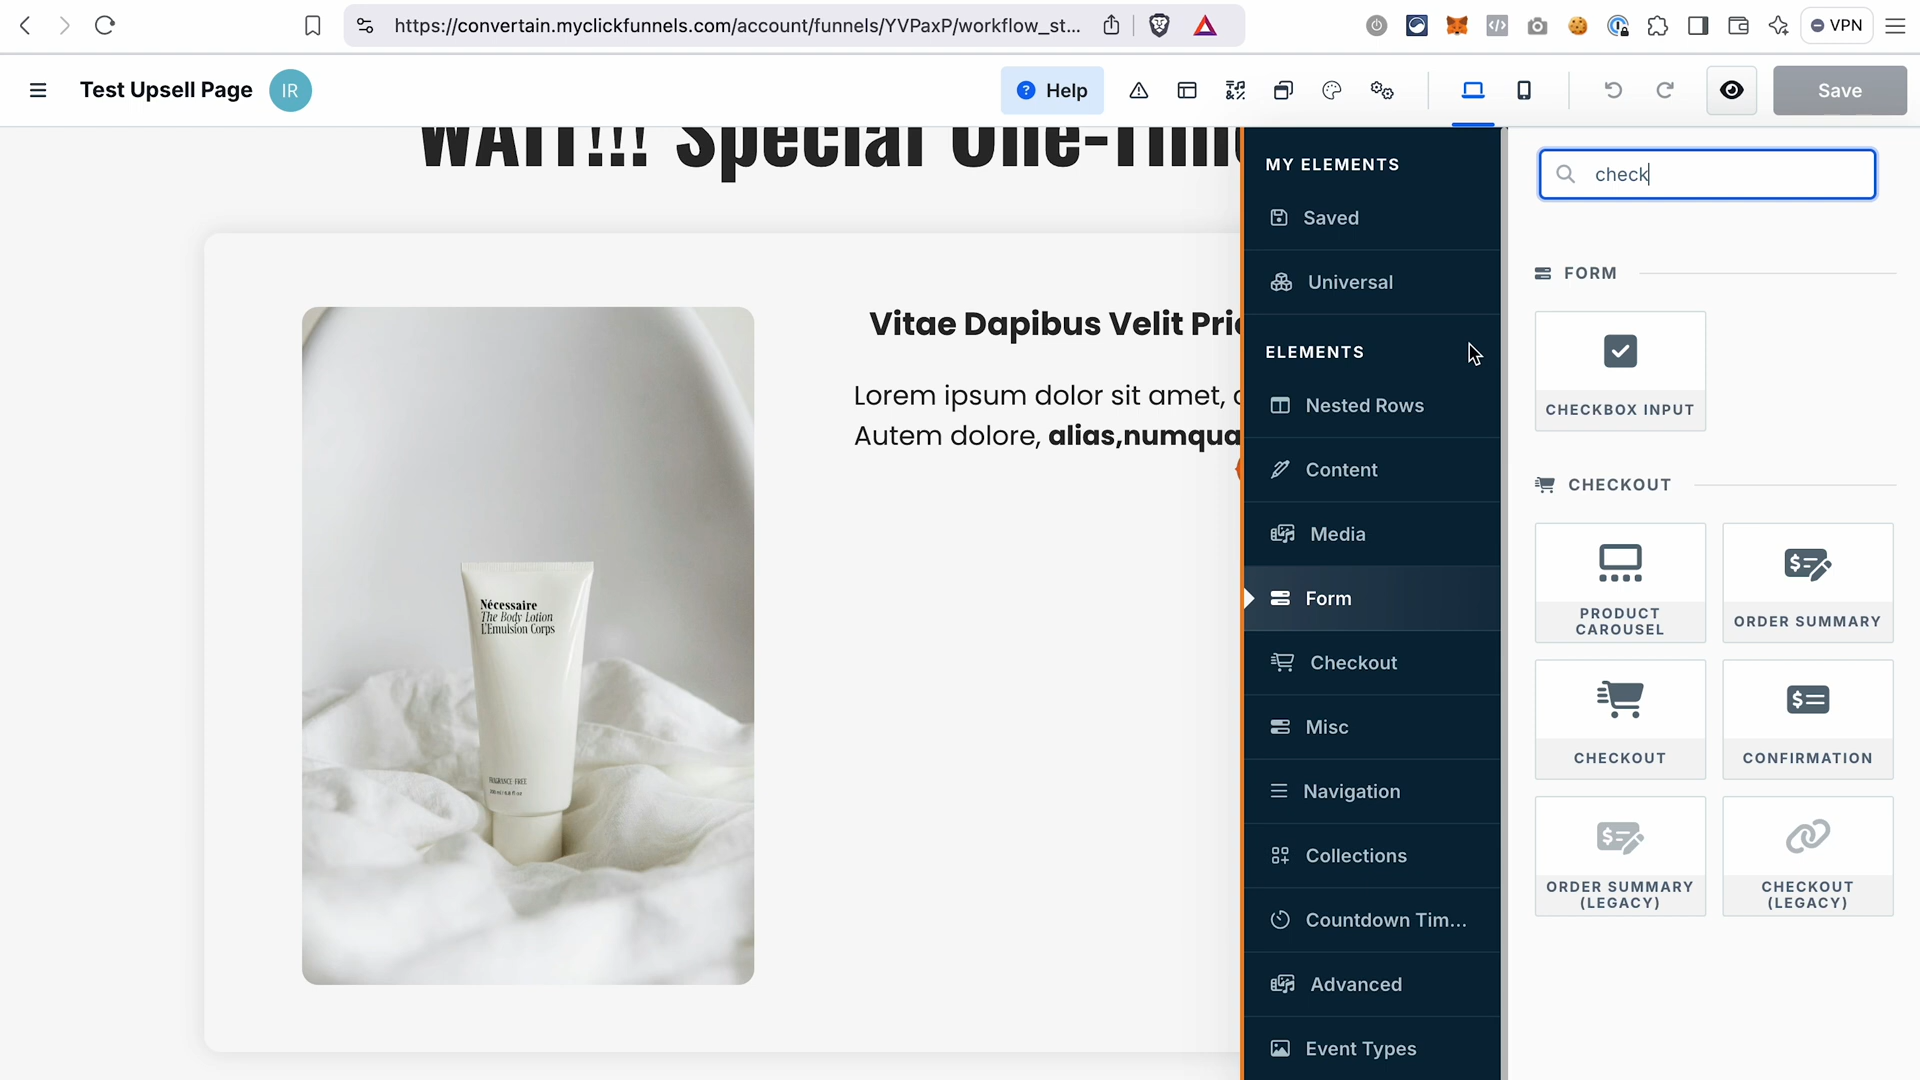 https://convertain.myclickfunnels.com/account/funnels/YVPaxP/workflow_st...
VPN
Test Upsell Page
IR
Help
Save
WAIT!!! Special One-Tim
Vitae Dapibus Velit Pri
Lorem ipsum dolor sit amet,
Autem dolore, alias,numqua
Nécessaire
The Body Lotion
L'Emulsion Corps
FRAGRANCE FREE
MY ELEMENTS
Saved
Universal
ELEMENTS
Nested Rows
Content
Media
Form
Checkout
Misc
Navigation
Collections
Countdown Tim...
Advanced
Event Types
check
FORM
CHECKBOX INPUT
CHECKOUT
PRODUCT
CAROUSEL
ORDER SUMMARY
CHECKOUT
CONFIRMATION
ORDER SUMMARY
(LEGACY)
CHECKOUT
(LEGACY)